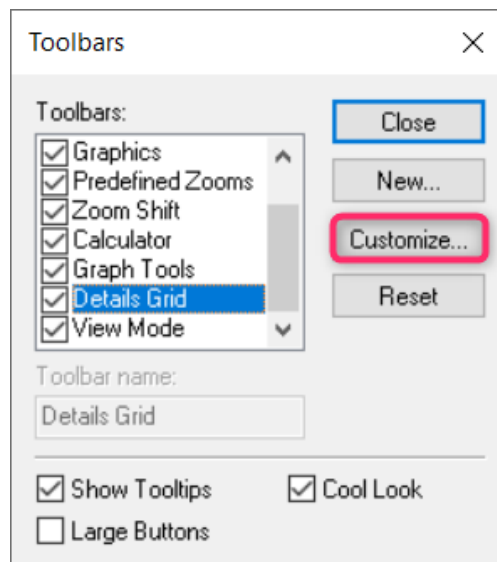 Toolbars
Toolbars:
Graphics
Predefined Zooms
Zoom Shift
Calculator
Graph Tools
Details Grid
View Mode
Close
New...
Customize...
Reset
Toolbar name:
Details Grid
Show Tooltips
Cool Look
Large Buttons